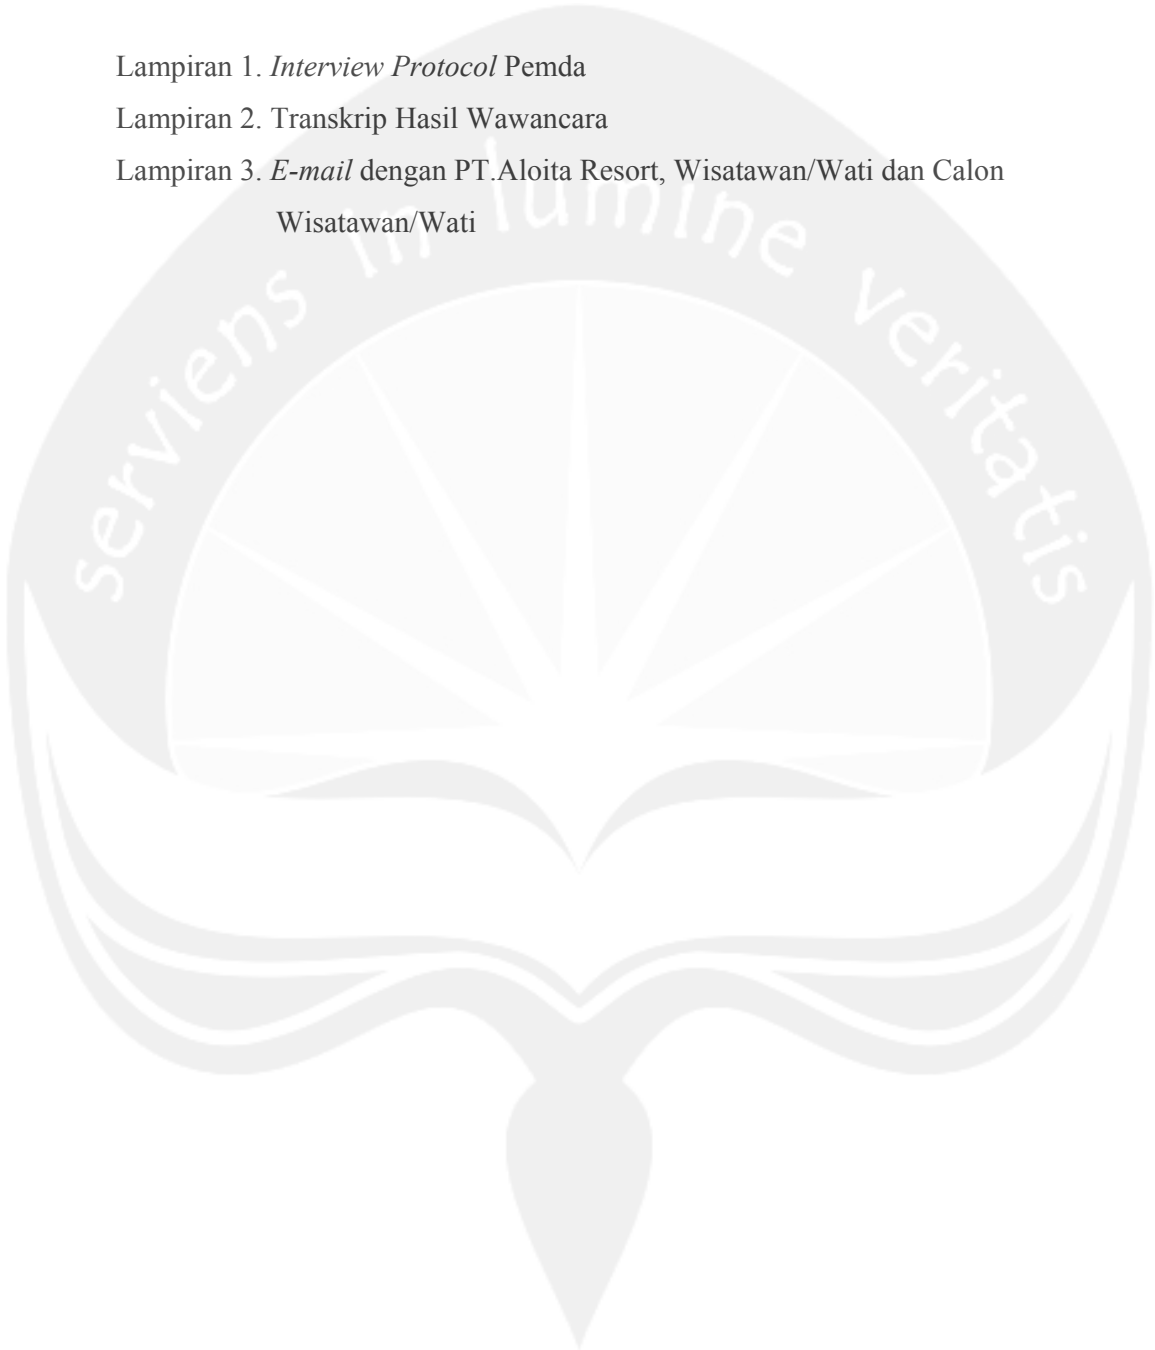 Lampiran 1. Interview Protocol Pemda
Lampiran 2. Transkrip Hasil Wawancara
Lampiran 3. E-mail dengan PT.Aloita Resort, Wisatawan/Wati dan Calon
Wisatawan/Wati
serviens in lumine veritatis